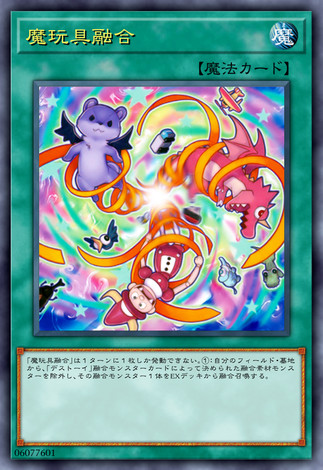 魔玩具融合
魔
【魔法カード】
「魔玩具融合」は1ターンに1枚しか発動できない。①:自分のフィールド・墓地
から、「デストーイ」融合モンスターカードによって決められた融合素材モンス
ターを除外し、その融合モンスター1体をEXデッキから融合召喚する。
06077601